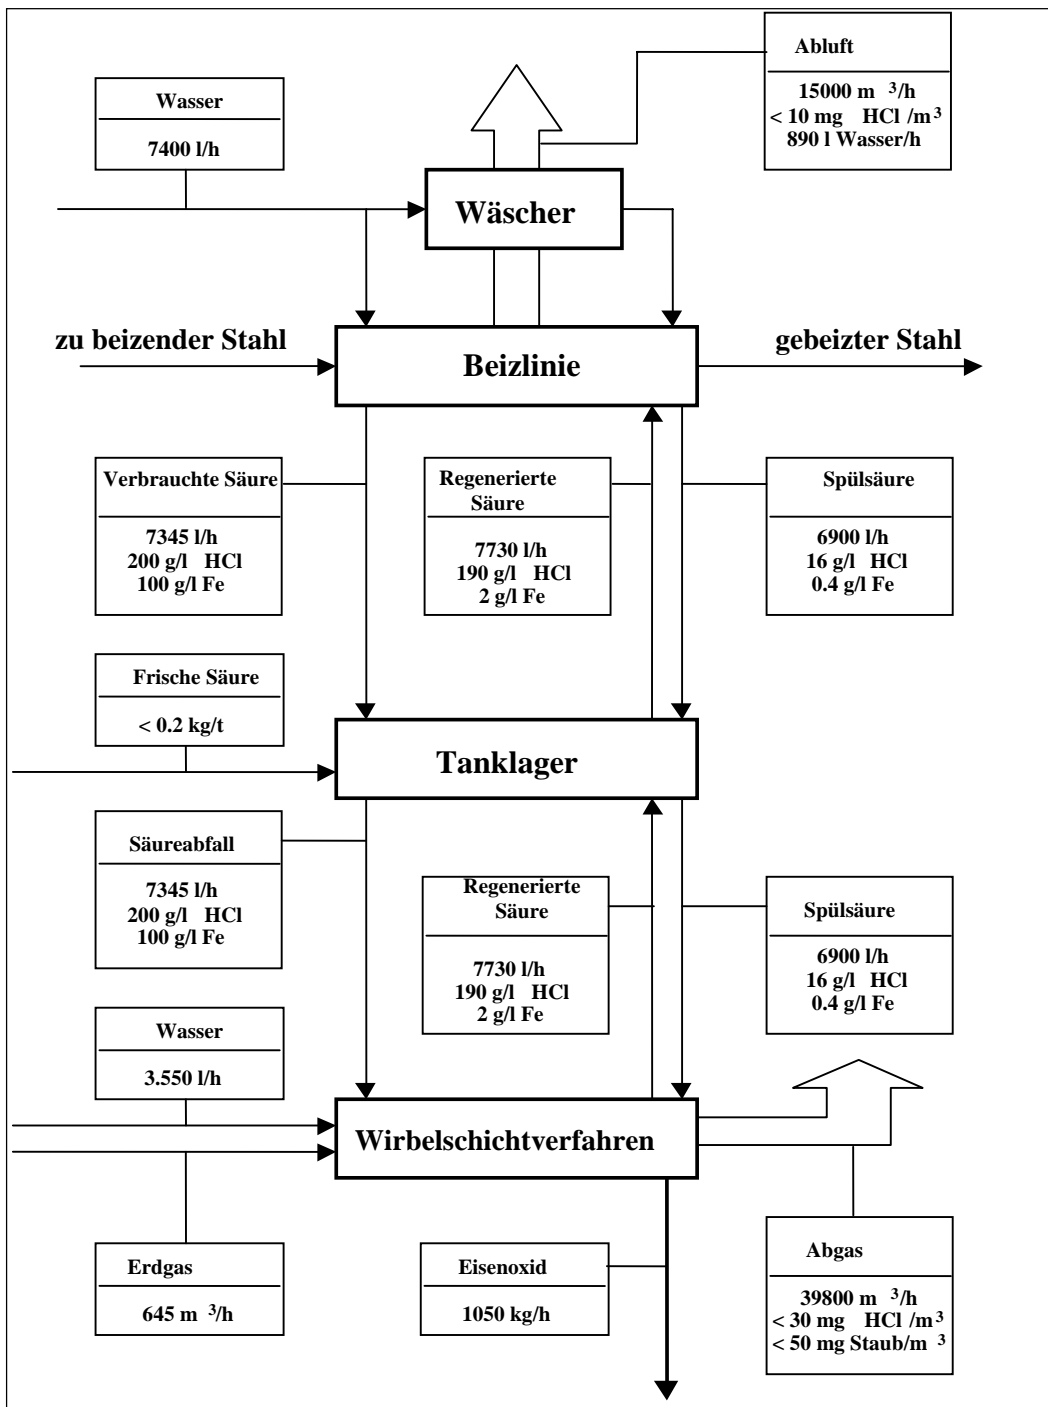 Abluft
15000 m ³/h
< 10 mg HCl /m³
890 l Wasser/h
Wasser
7400 l/h
Wäscher
zu beizender Stahl
gebeizter Stahl
Beizlinie
Verbrauchte Säure
7345 l/h
200 g/l HCl
100 g/l Fe
Regenerierte
Säure
7730 l/h
190 g/l HCl
2 g/l Fe
Spülsäure
6900 l/h
16 g/l HCl
0.4 g/l Fe
Frische Säure
< 0.2 kg/t
Tanklager
Säureabfall
7345 l/h
200 g/l HCl
100 g/l Fe
Regenerierte
Säure
7730 l/h
190 g/l HCl
2 g/l Fe
Spülsäure
6900 l/h
16 g/l HCl
0.4 g/l Fe
Wasser
3.550 l/h
Wirbelschichtverfahren
Erdgas
645 m ³/h
Eisenoxid
1050 kg/h
Abgas
39800 m ³/h
< 30 mg HCl /m³
< 50 mg Staub/m ³